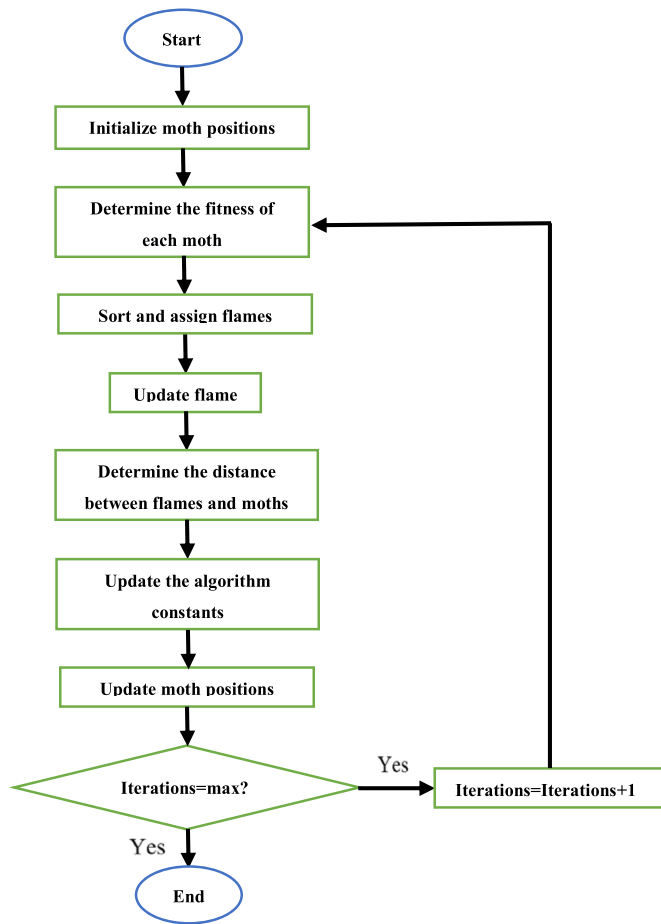 Start
Initialize moth positions
Determine the fitness of
each moth
Sort and assign flames
Update flame
Determine the distance
between flames and moths
Update the algorithm
constants
Update moth positions
Iterations=max?
Yes
Iterations=Iterations+1
Yes
End